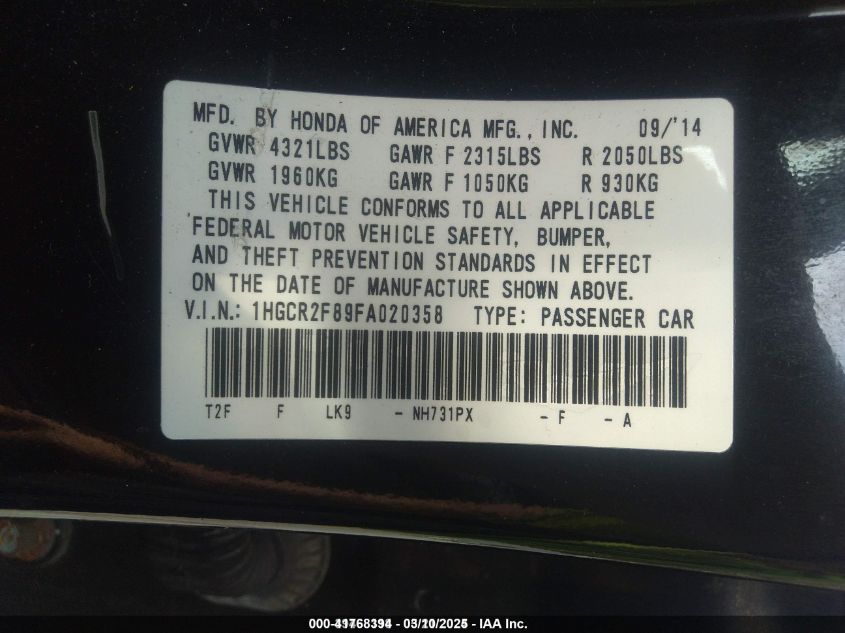 MFD. BY HONDA OF AMERICA MFG., INC. 09/'14
GVWR 4321LBS GAWR F 2315LBS R 2050LBS
GVWR 1960KG GAWR F 1050KG R 930KG
THIS VEHICLE CONFORMS TO ALL APPLICABLE
FEDERAL MOTOR VEHICLE SAFETY, BUMPER,
AND THEFT PREVENTION STANDARDS IN EFFECT
ON THE DATE OF MANUFACTURE SHOWN ABOVE.
V.I.N.: 1HGCR2F89FA020358 TYPE: PASSENGER CAR
T2F F LK9 - NH731PX - F - A
- IAA Inc.